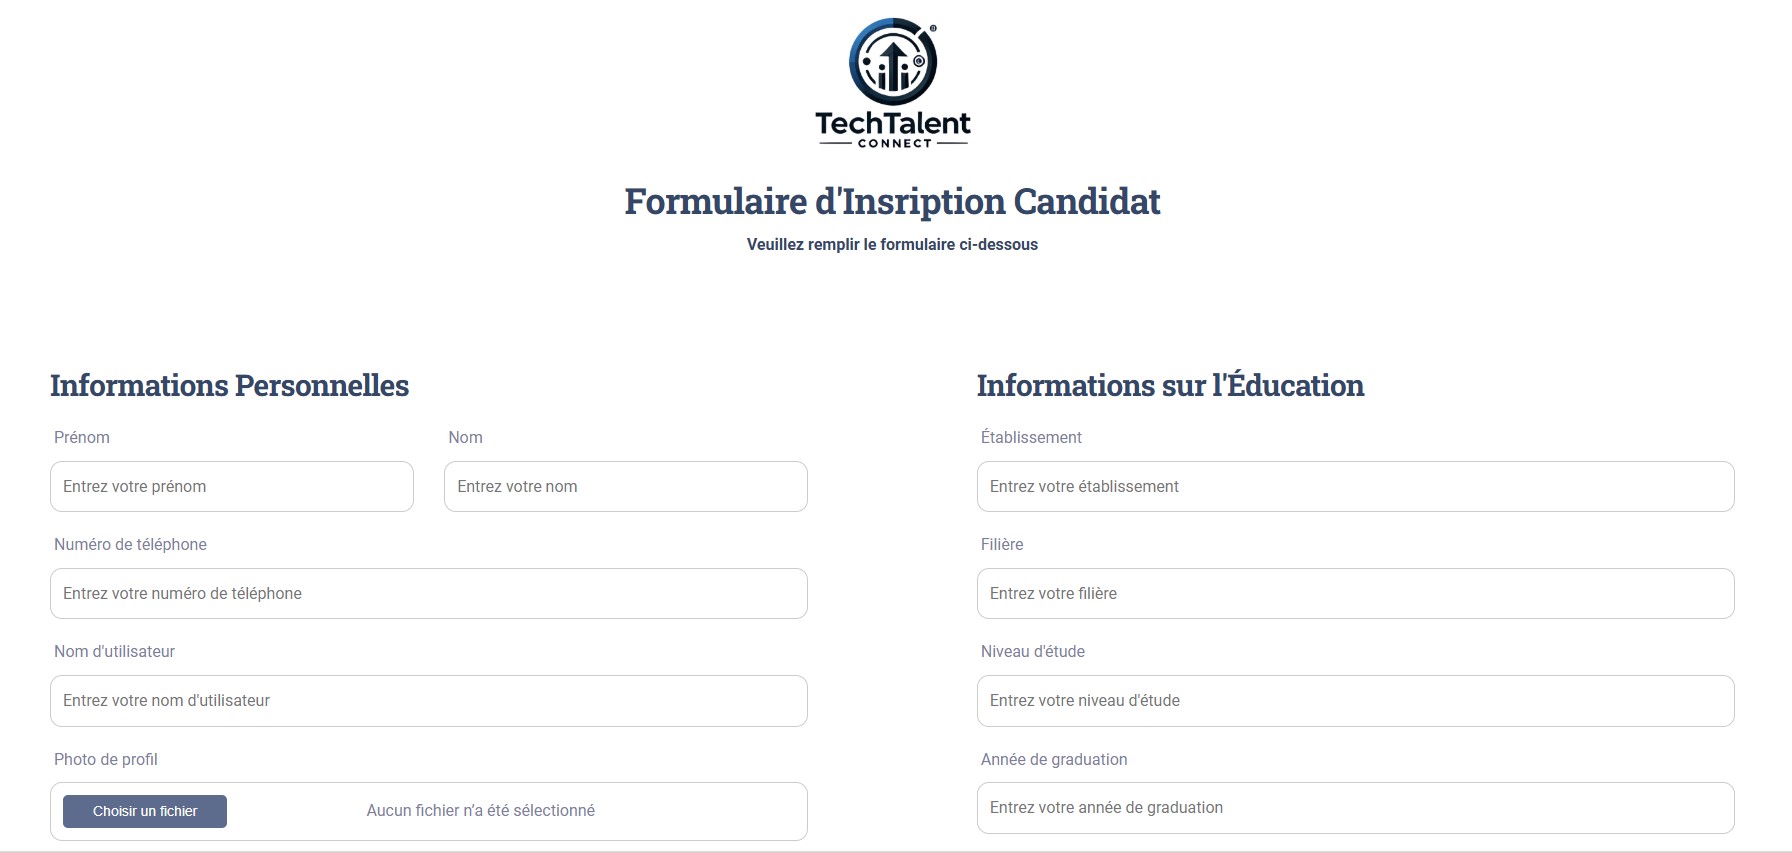 TechTalent
CONNECT
Formulaire d'Insription Candidat
Veuillez remplir le formulaire ci-dessous
Informations Personnelles
Prénom
Nom
Entrez votre prénom
Entrez votre nom
Numéro de téléphone
Entrez votre numéro de téléphone
Nom d'utilisateur
Entrez votre nom d'utilisateur
Photo de profil
Choisir un fichier
Aucun fichier n’a été sélectionné
Informations sur l'Éducation
Établissement
Entrez votre établissement
Filière
Entrez votre filière
Niveau d'étude
Entrez votre niveau d'étude
Année de graduation
Entrez votre année de graduation